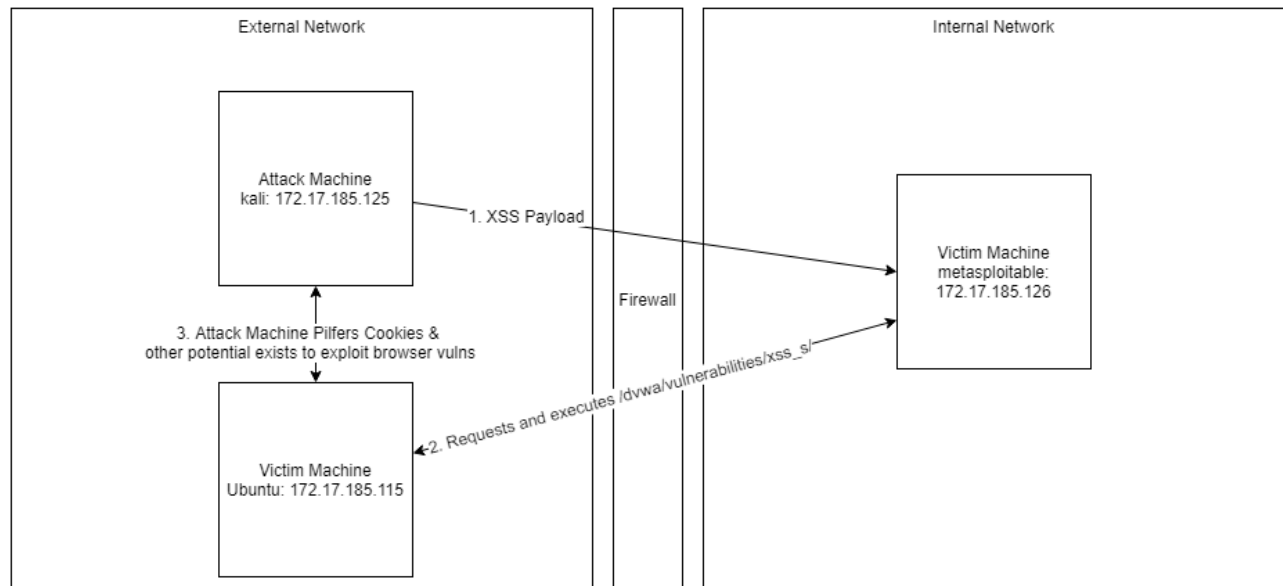 External Network
Internal Network
Attack Machine
kali: 172.17.185.125
1. XSS Payload
Victim Machine
metasploitable:
172.17.185.126
Firewall
3. Attack Machine Pilfers Cookies &
other potential exists to exploit browser vulns
2. Requests and executes /dvwa/vulnerabilities/xss_s/
Victim Machine
Ubuntu: 172.17.185.115